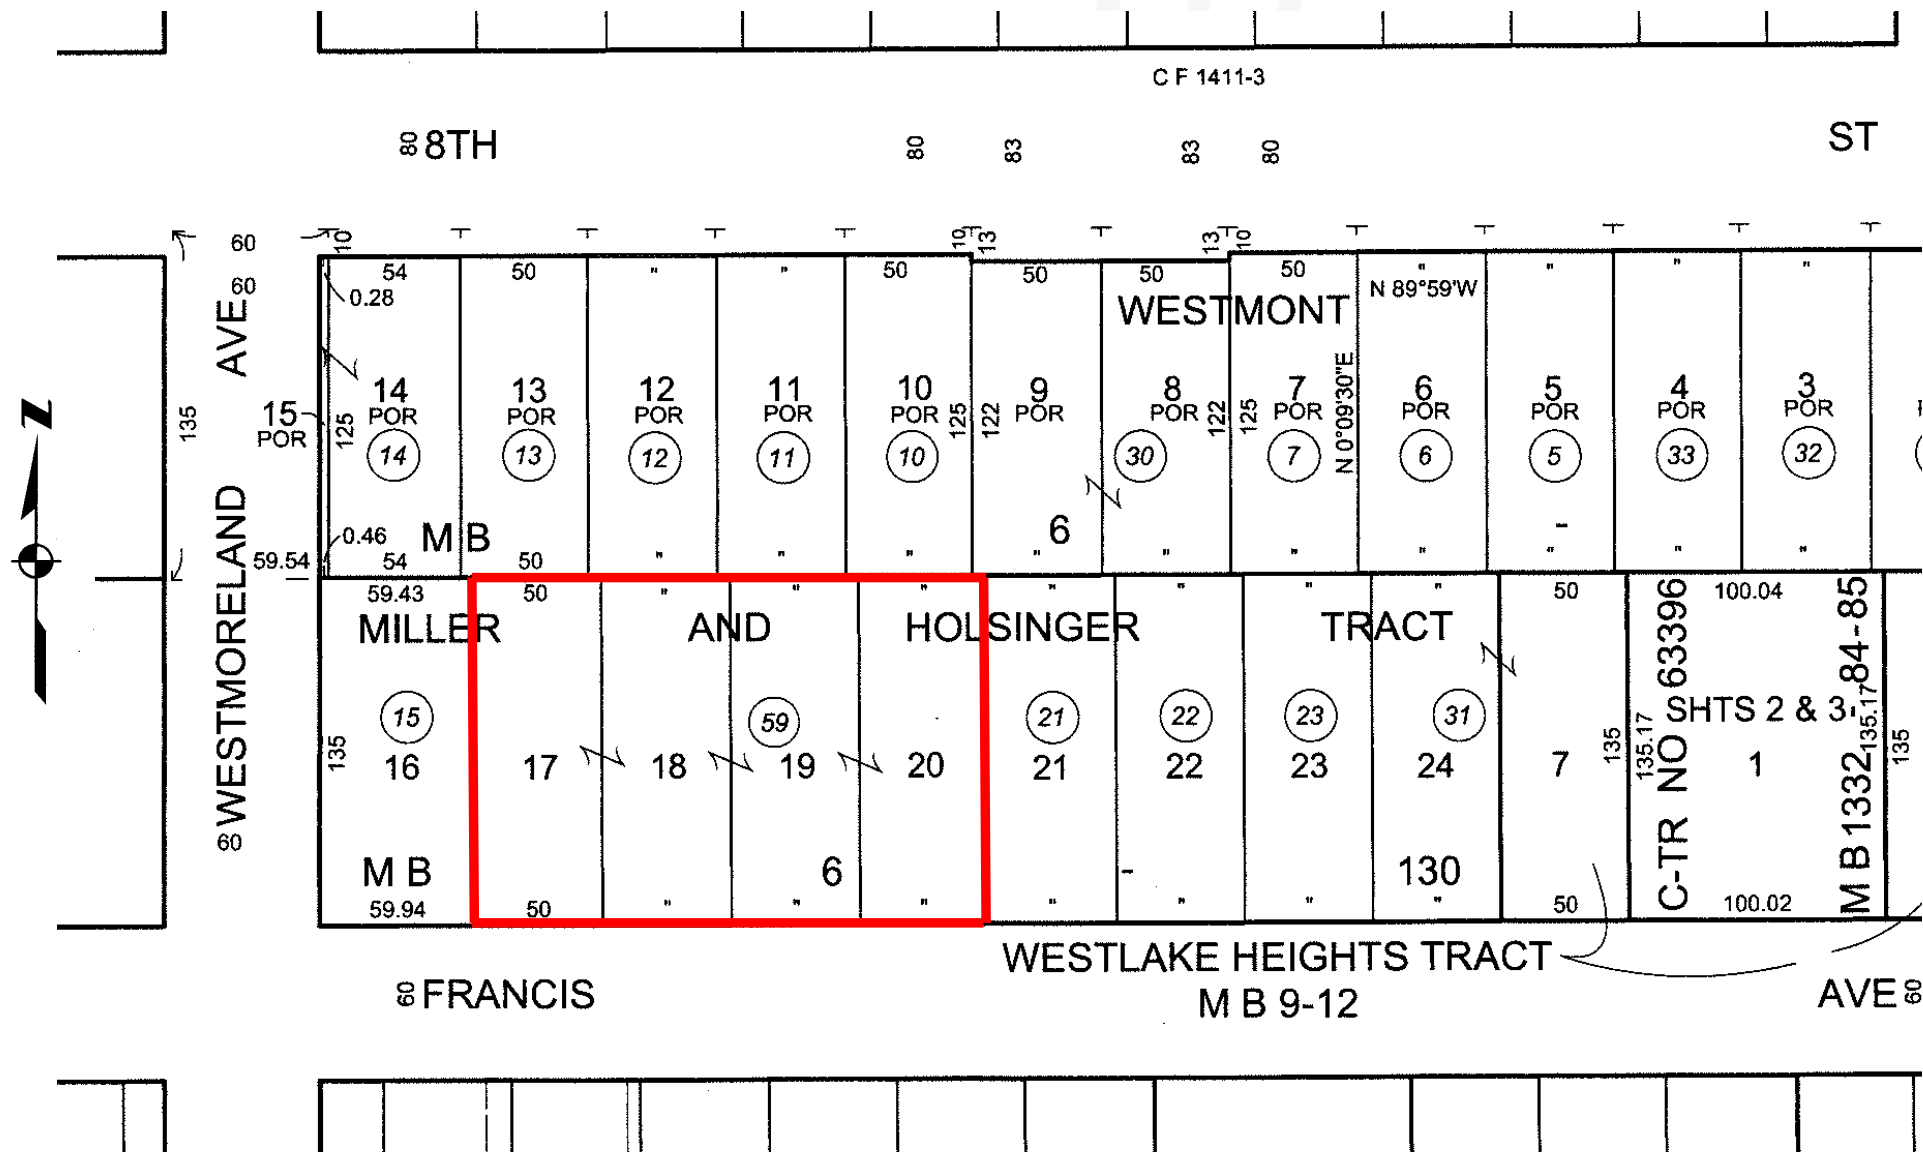 C F 1411-3
80 8TH 80 83 83 80 ST
60 10 10 13 13 10
60 54 50 " " 50 50 50 50 " " " "
0.28 WESTMONT N 89°59'W
WESTMORELAND AVE
135
15 POR
14 POR 125 14
13 POR 13
12 POR 12
11 POR 11
10 POR 10 125
122 9 POR
8 POR 30 122
125 7 POR 7 N 0°09'30"E
6 POR 6
5 POR 5
4 POR 33
3 POR 32
Z
M B 6 -
0.46
59.54 54 50 " " " " " " " " " "
59.43 50 " " " " " " " 50 100.04
MILLER AND HOLSINGER TRACT
15 59 21 22 23 31
135 16 17 18 19 20 21 22 23 24 7 135 135.17 1 135.17 135
C-TR NO 63396
SHTS 2 & 3
M B 1332-84-85
60
M B 6 - 130
59.94 50 " " " " " " " 50 100.02
WESTLAKE HEIGHTS TRACT
M B 9-12
60 FRANCIS AVE 60